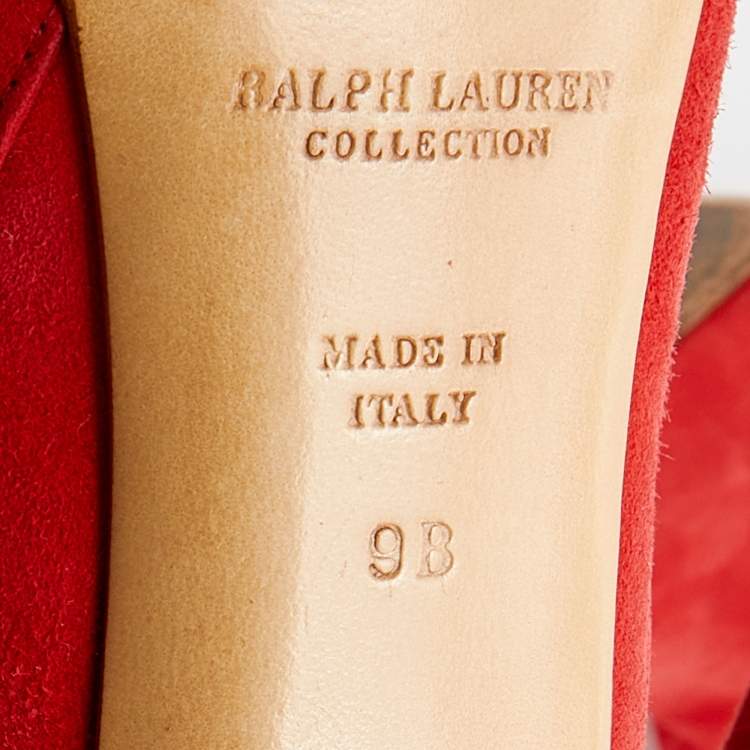 RALPH LAUREN
COLLECTION
MADE IN
ITALY
9B